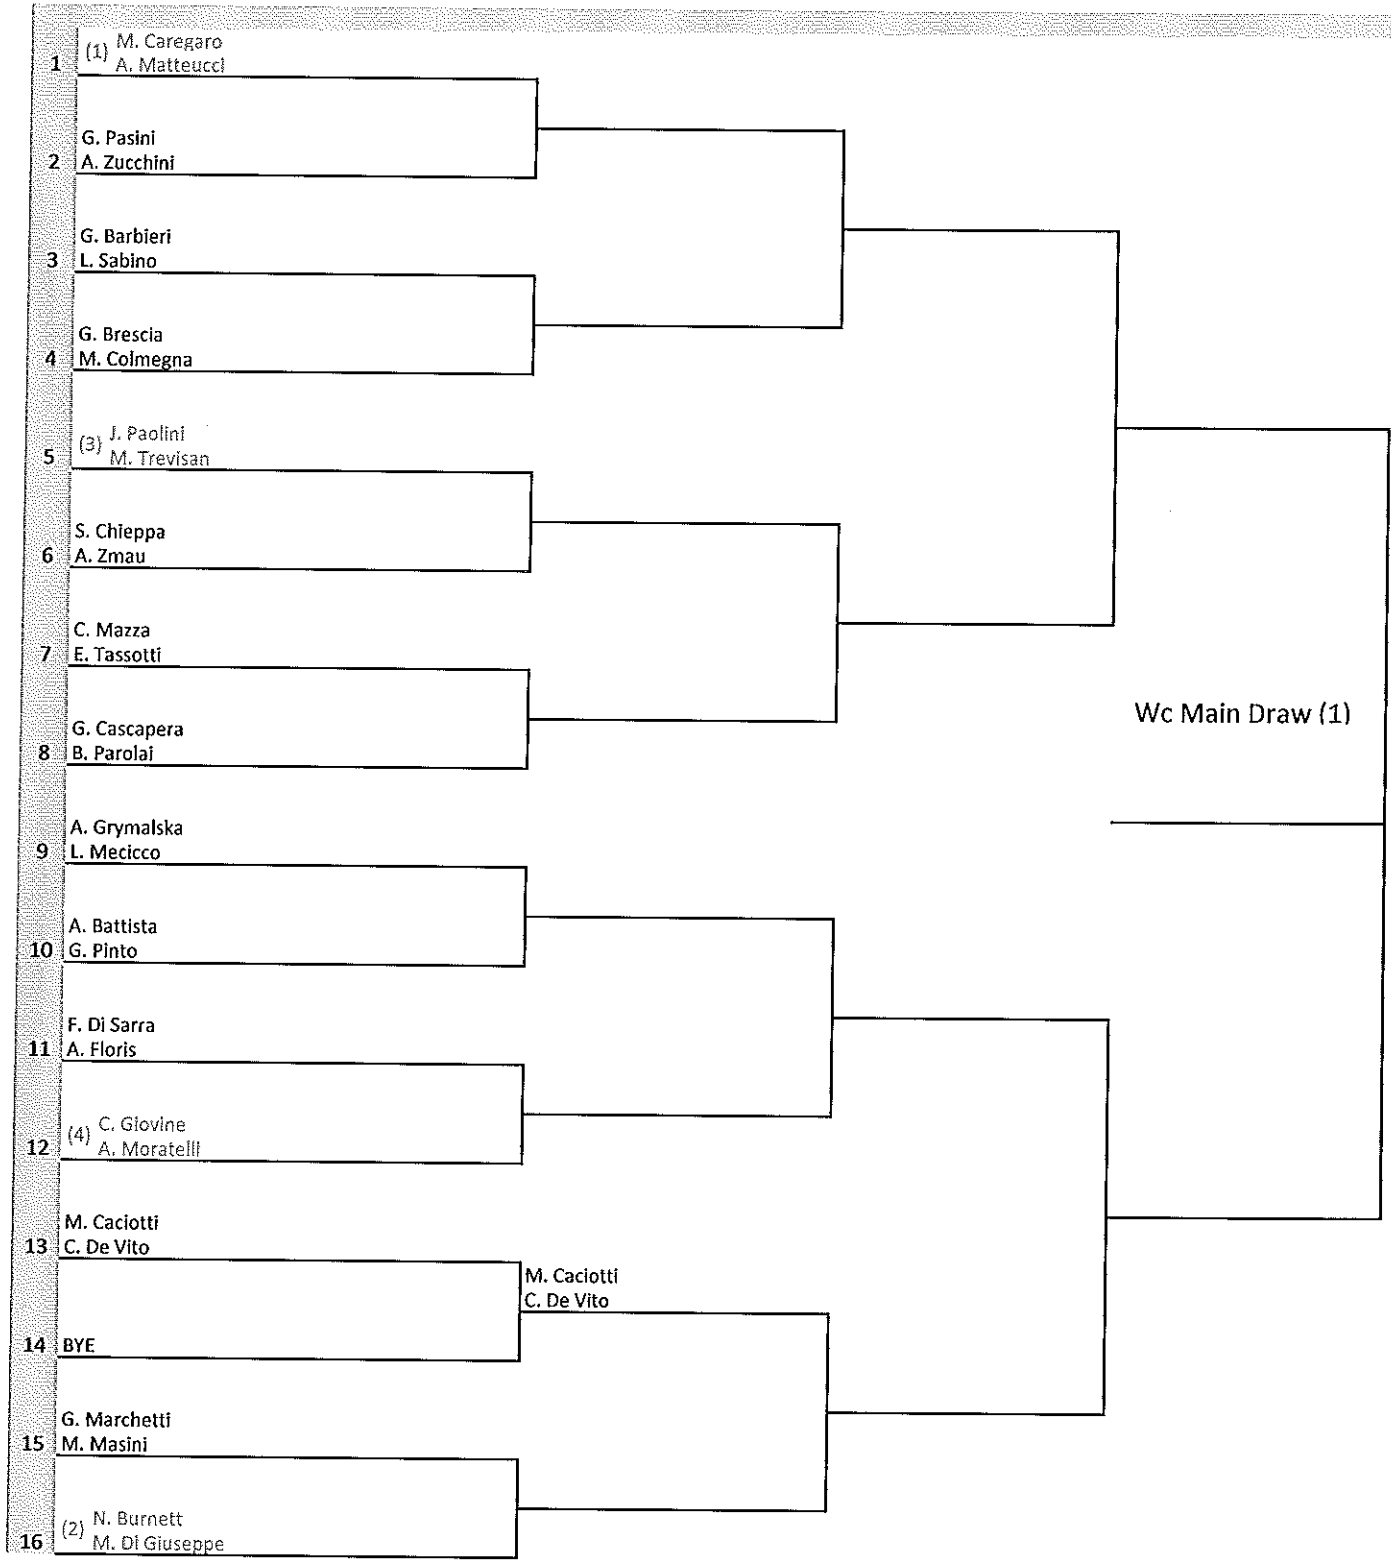 (1) M. Caregaro
1 A. Matteucci
G. Pasini
2 A. Zucchini
G. Barbieri
3 L. Sabino
G. Brescia
4 M. Colmegna
(3) J. Paolini
5 M. Trevisan
S. Chieppa
6 A. Zmau
C. Mazza
7 E. Tassotti
Wc Main Draw (1)
G. Cascapera
8 B. Parolai
A. Grymalska
9 L. Mecicco
A. Battista
10 G. Pinto
F. Di Sarra
11 A. Floris
(4) C. Giovine
12 A. Moratelli
M. Caciotti
13 C. De Vito
M. Caciotti
C. De Vito
14 BYE
G. Marchetti
15 M. Masini
(2) N. Burnett
16 M. Di Giuseppe